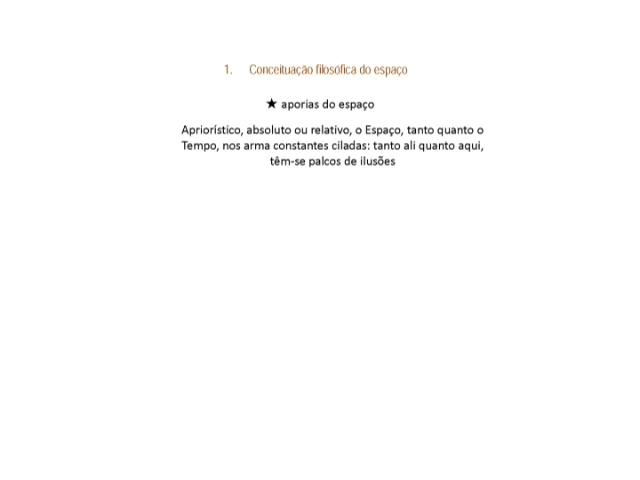 1. Conceituação filosófica do espaço
★ aporias do espaço
Apriorístico, absoluto ou relativo, o Espaço, tanto quanto o
Tempo, nos arma constantes ciladas: tanto ali quanto aqui,
têm-se palcos de ilusões